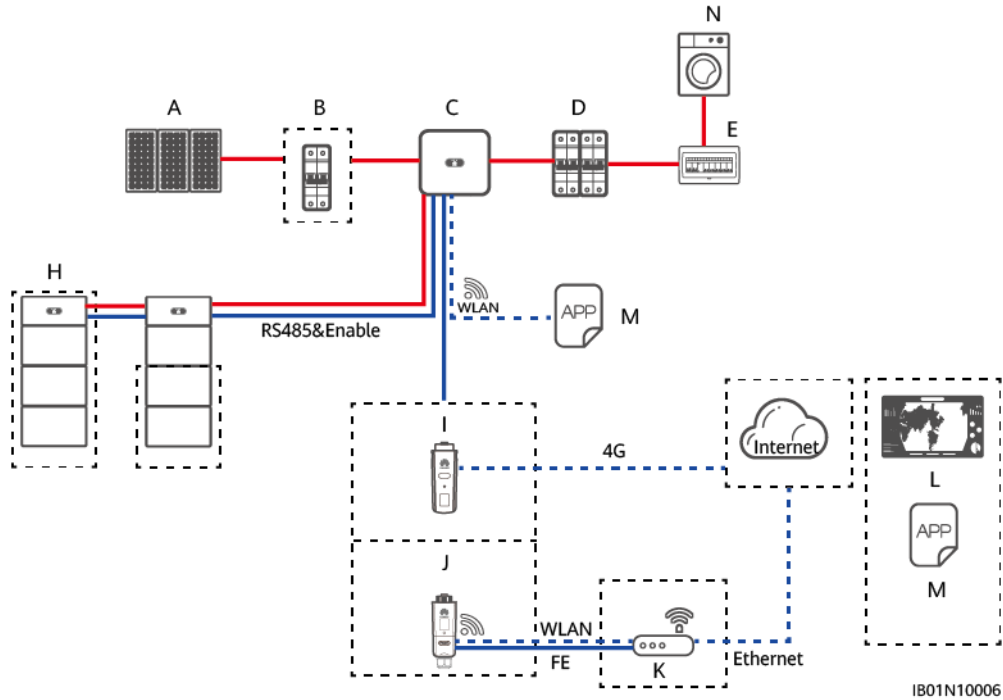 N
A
B
C
D
E
H
WLAN
APP
M
RS485&Enable
I
4G
Internet
L
APP
M
J
WLAN
FE
K
Ethernet
IB01N10006